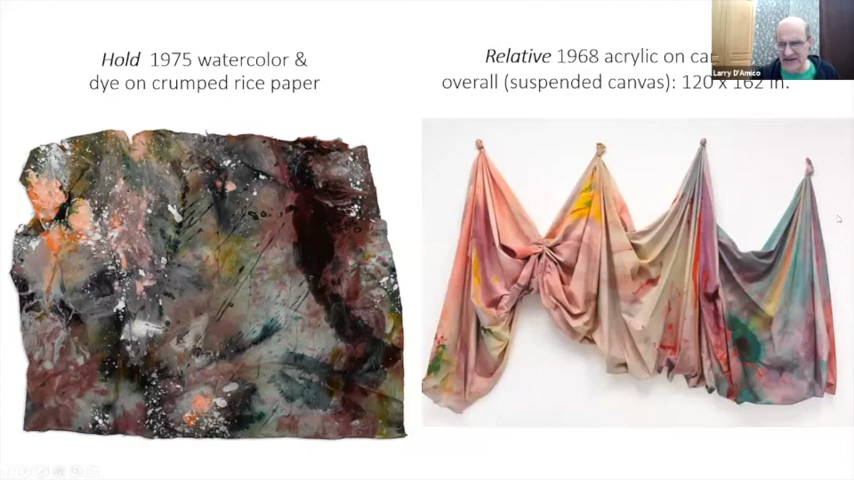 Hold 1975 watercolor &
dye on crumped rice paper
Relative 1968 acrylic on
overall (suspended canvas): 120 x 162 in.
Larry D'Amico